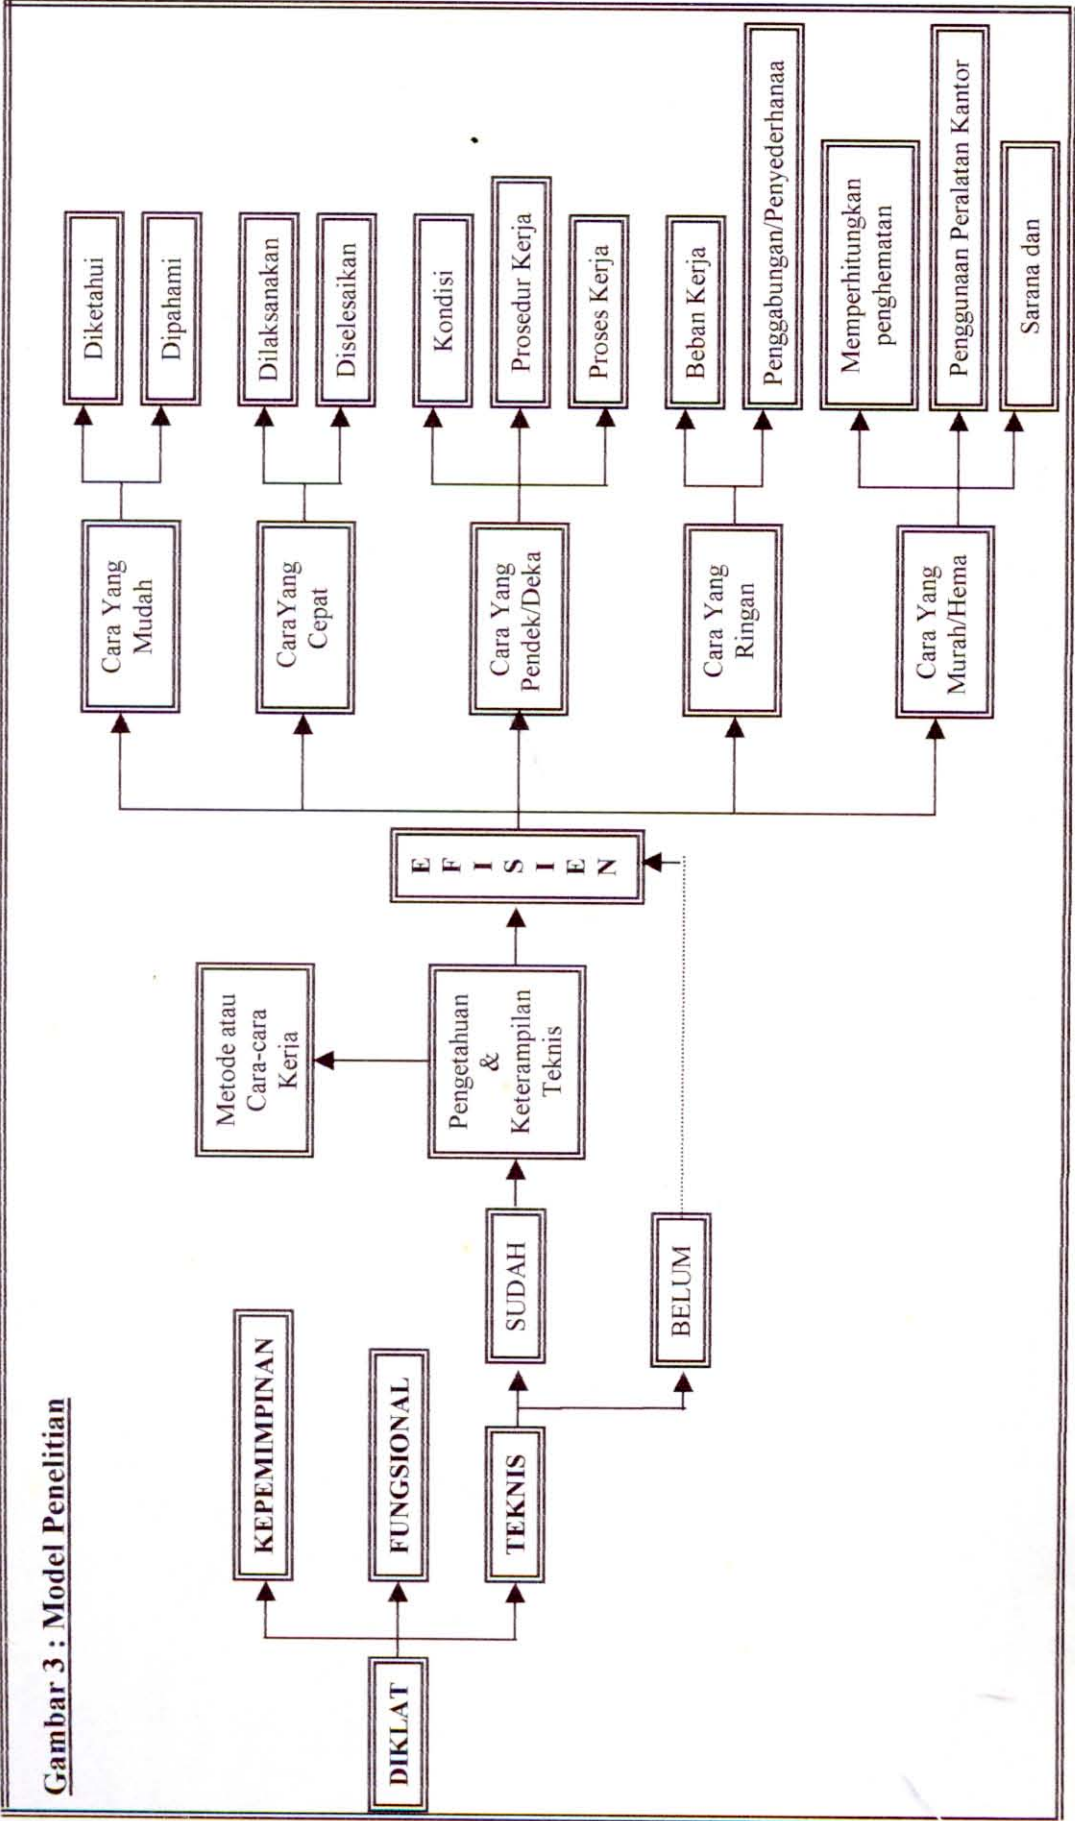 Gambar 3 : Model Penelitian
DIKLAT
KEPEMIMPINAN
FUNGSIONAL
TEKNIS
SUDAH
BELUM
Metode atau
Cara-cara
Kerja
Pengetahuan
&
Keterampilan
Teknis
E
F
I
S
I
E
N
Cara Yang
Mudah
Cara Yang
Cepat
Cara Yang
Pendek/Deka
Cara Yang
Ringan
Cara Yang
Murah/Hema
Diketahui
Dipahami
Dilaksanakan
Diselesaikan
Kondisi
Prosedur Kerja
Proses Kerja
Beban Kerja
Penggabungan/Penyederhanaa
Memperhitungkan
penghematan
Penggunaan Peralatan Kantor
Sarana dan